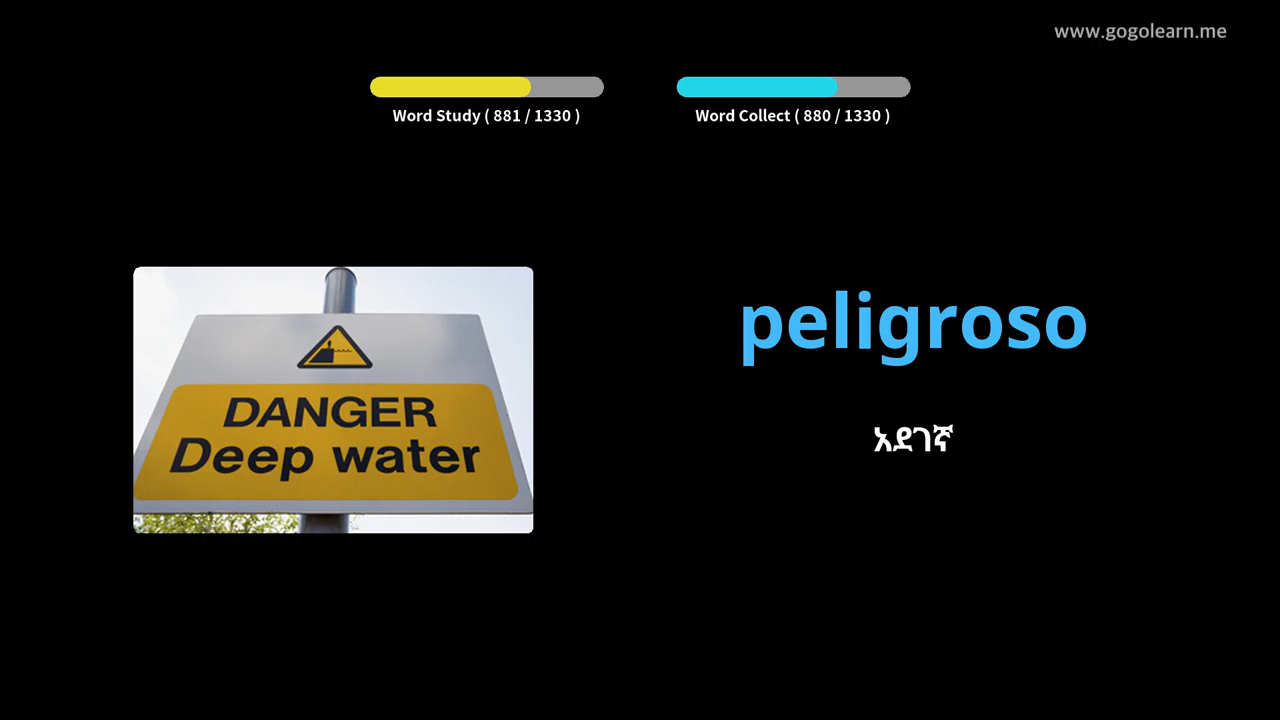 www.gogolearn.me
Word Study ( 881 / 1330 )
Word Collect ( 880 / 1330 )
DANGER
Deep water
peligroso
አደገኛ